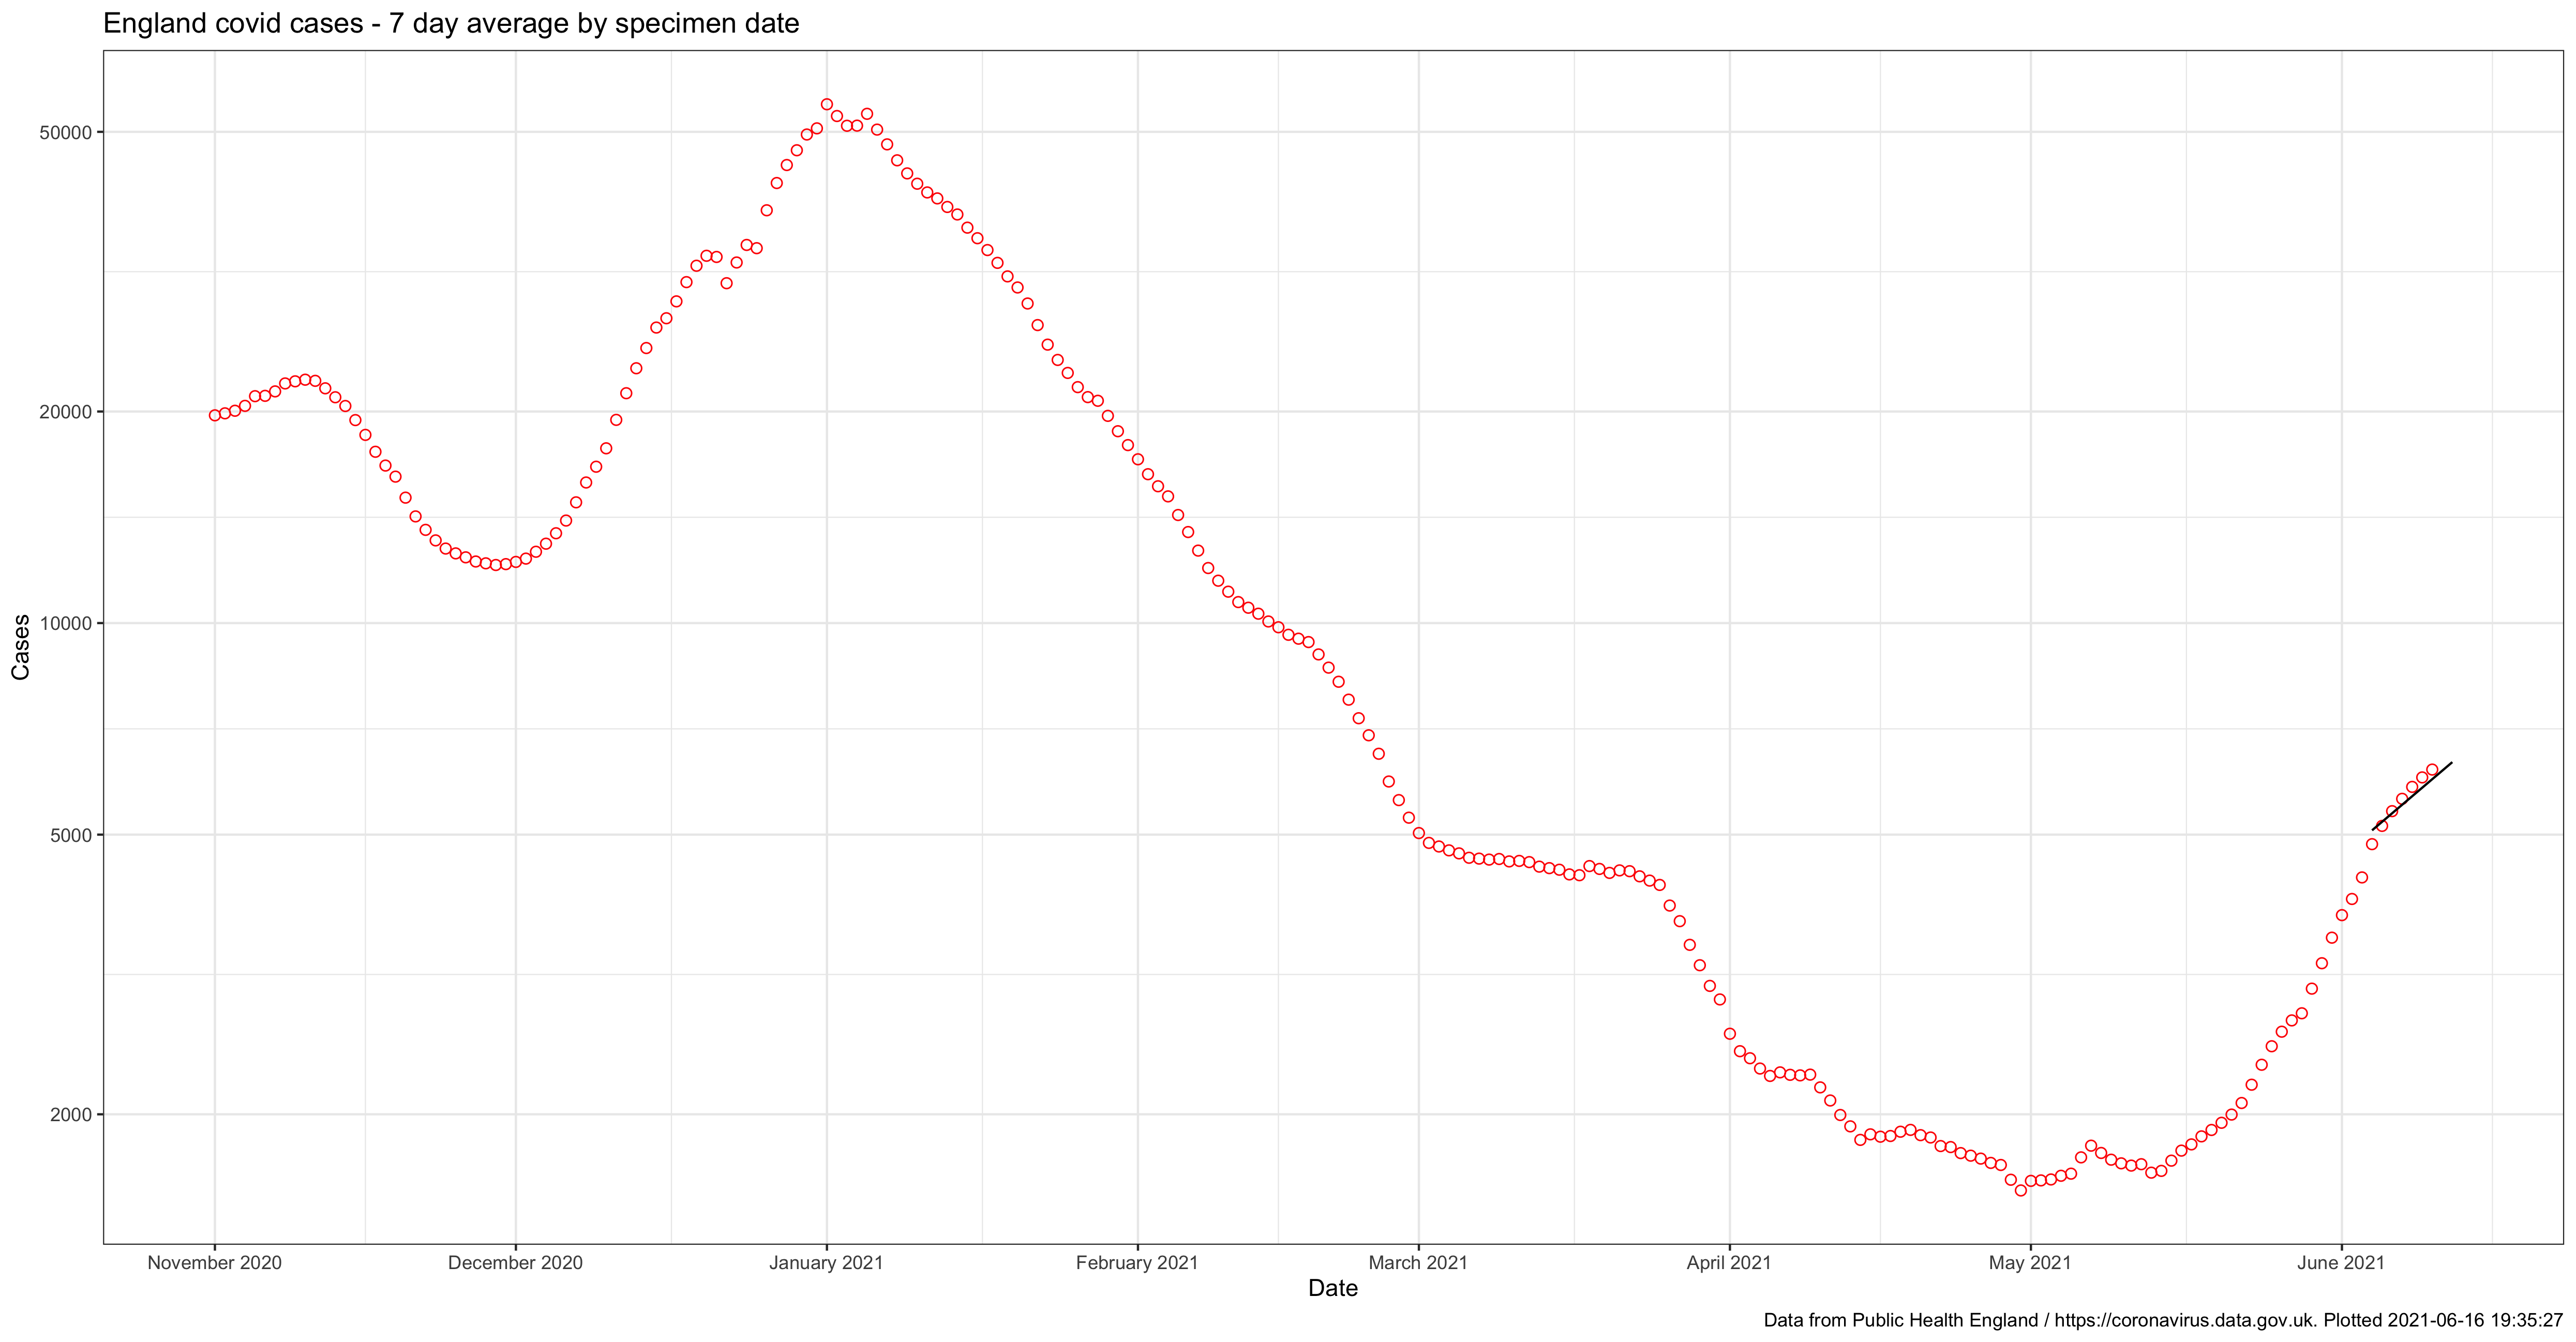 England covid cases - 7 day average by specimen date
Cases
50000
20000
10000
5000
2000
November 2020
December 2020
January 2021
February 2021
March 2021
April 2021
May 2021
June 2021
Date
Data from Public Health England / https://coronavirus.data.gov.uk. Plotted 2021-06-16 19:35:27